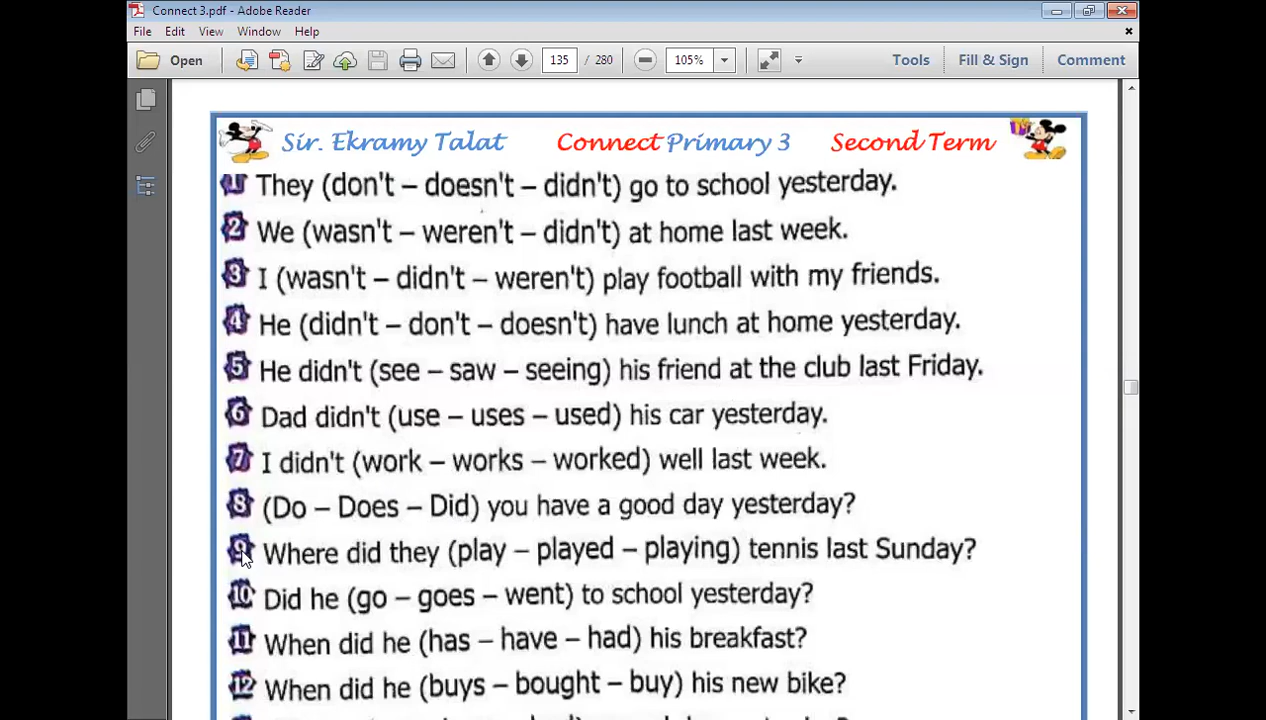 Connect 3.pdf - Adobe Reader
File Edit View Window Help
Open 135 / 280 105% Tools Fill & Sign Comment
Sir. Ekramy Talat Connect Primary 3 Second Term
1 They (don't – doesn't – didn't) go to school yesterday.
2 We (wasn't – weren't – didn't) at home last week.
3 I (wasn't – didn't – weren't) play football with my friends.
4 He (didn't – don't – doesn't) have lunch at home yesterday.
5 He didn't (see – saw – seeing) his friend at the club last Friday.
6 Dad didn't (use – uses – used) his car yesterday.
7 I didn't (work – works – worked) well last week.
8 (Do – Does – Did) you have a good day yesterday?
9 Where did they (play – played – playing) tennis last Sunday?
10 Did he (go – goes – went) to school yesterday?
11 When did he (has – have – had) his breakfast?
12 When did he (buys – bought – buy) his new bike?